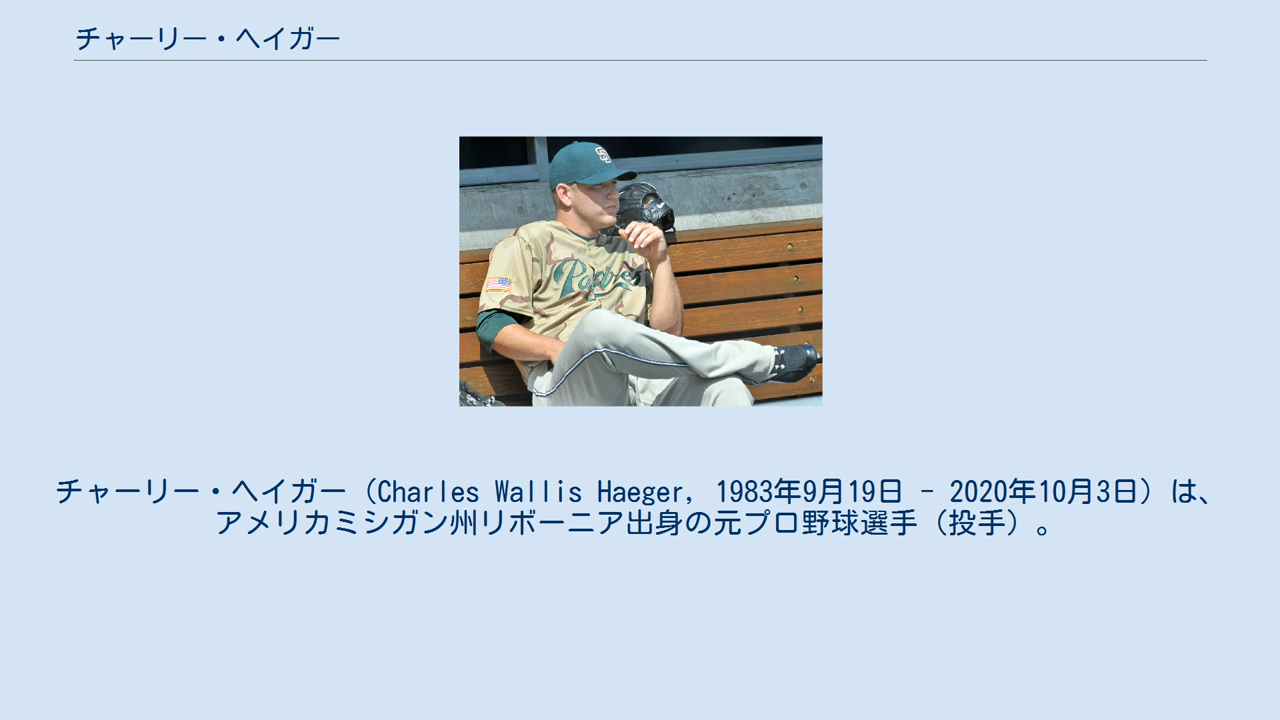 チャーリー・ヘイガー
SD
Padres
チャーリー・ヘイガー（Charles Wallis Haeger, 1983年9月19日 - 2020年10月3日）は、
アメリカミシガン州リボーニア出身の元プロ野球選手（投手）。